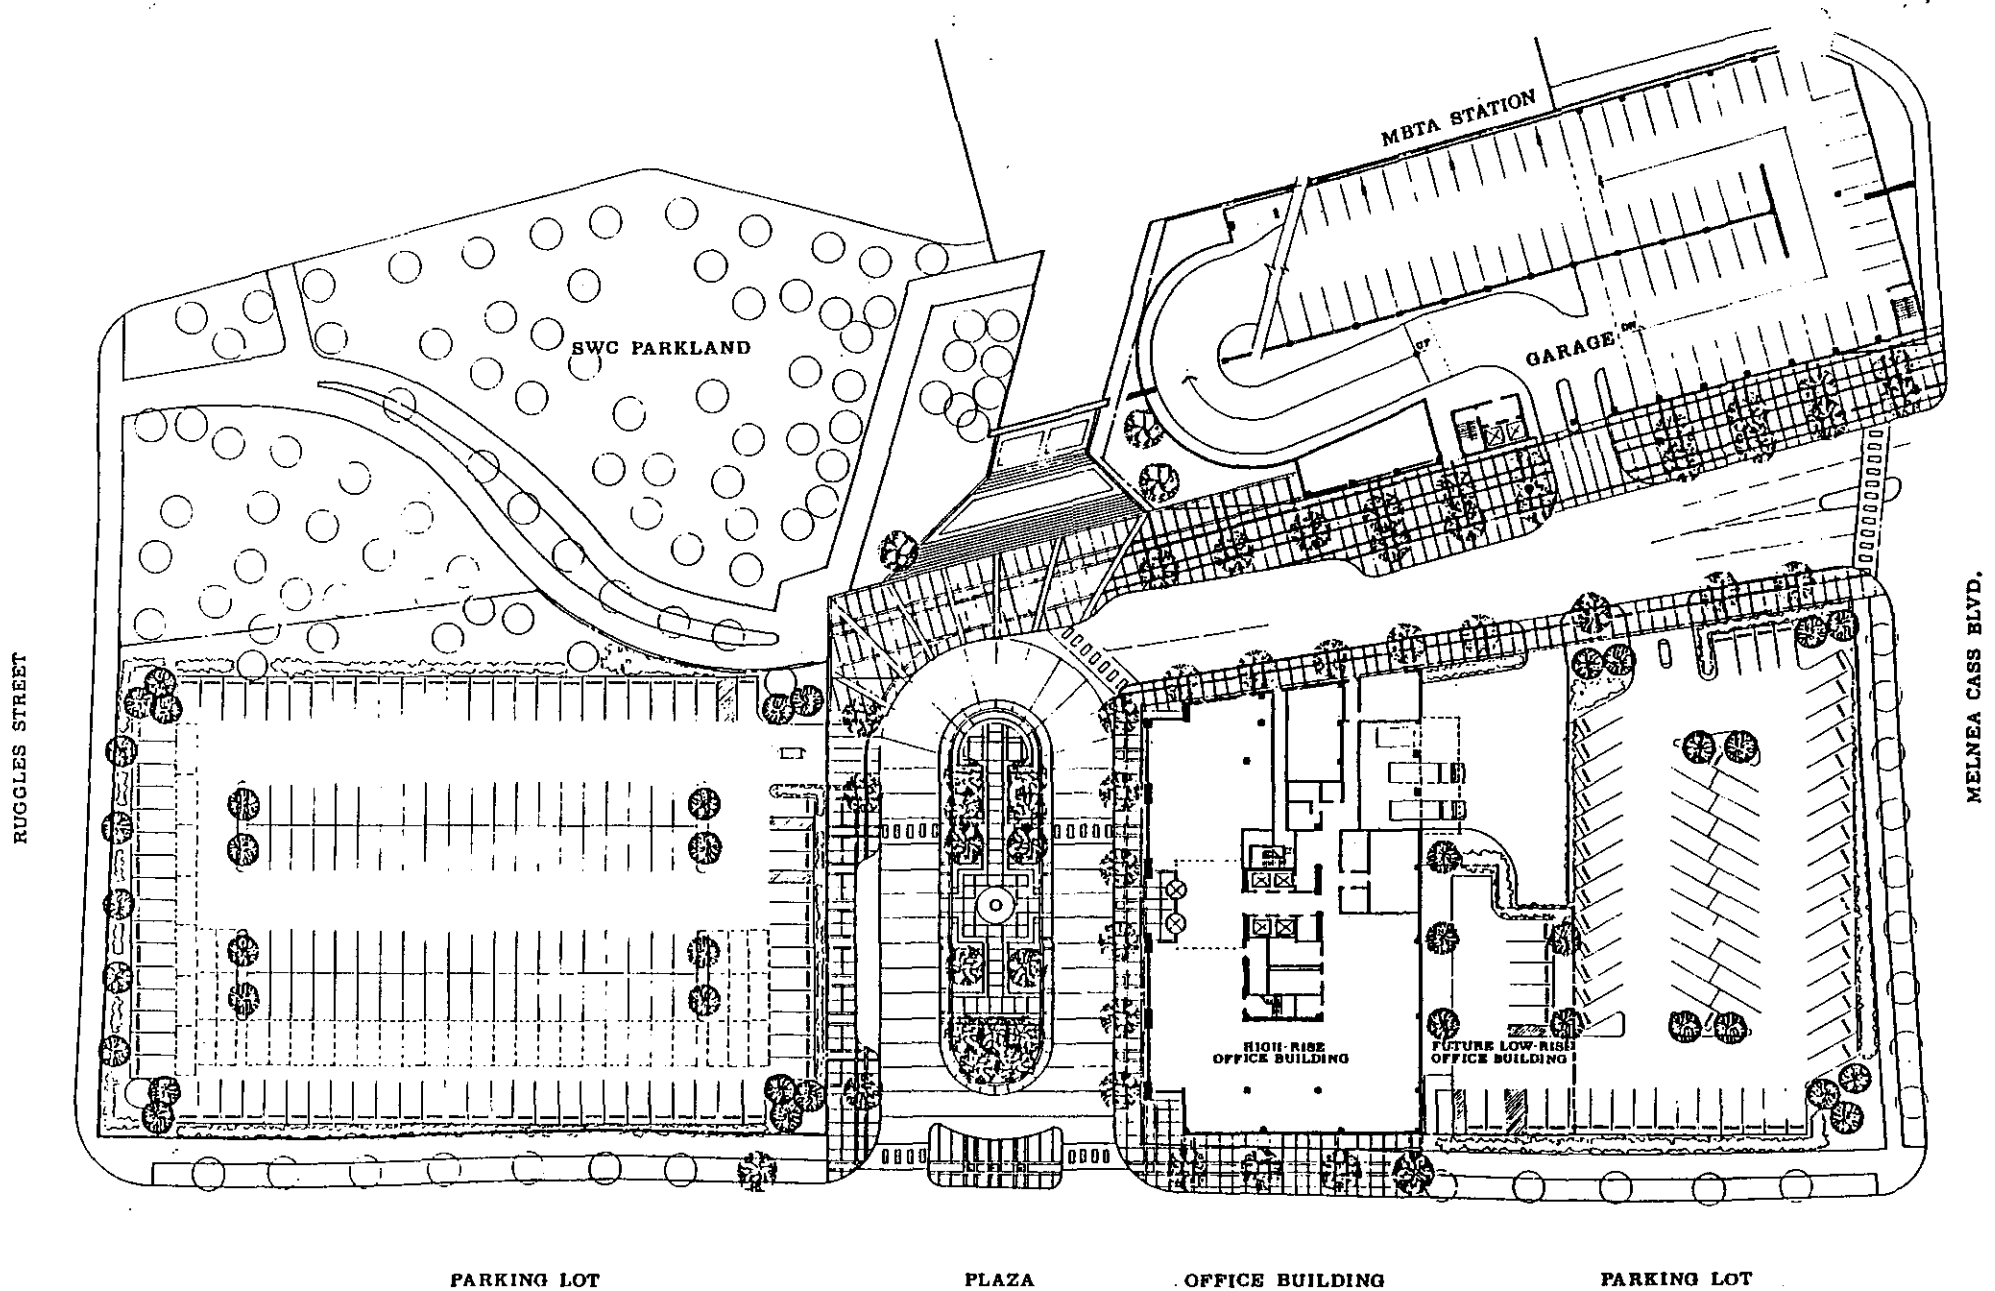 MBTA STATION
SWC PARKLAND
GARAGE
DN
UP
RUGGLES STREET
MELNEA CASS BLVD.
HIGH-RISE
OFFICE BUILDING
FUTURE LOW-RISE
OFFICE BUILDING
PARKING LOT
PLAZA
OFFICE BUILDING
PARKING LOT